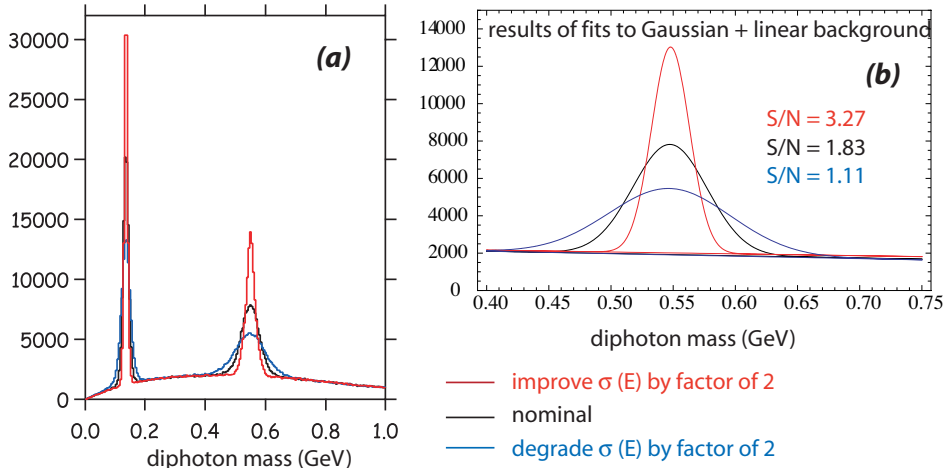 (a)
30000
25000
20000
15000
10000
5000
0
0.0 0.2 0.4 0.6 0.8 1.0
diphoton mass (GeV)
results of fits to Gaussian + linear background
(b)
14000
12000
10000
8000
6000
4000
2000
0
S/N = 3.27
S/N = 1.83
S/N = 1.11
0.40 0.45 0.50 0.55 0.60 0.65 0.70 0.75
diphoton mass (GeV)
improve σ (E) by factor of 2
nominal
degrade σ (E) by factor of 2